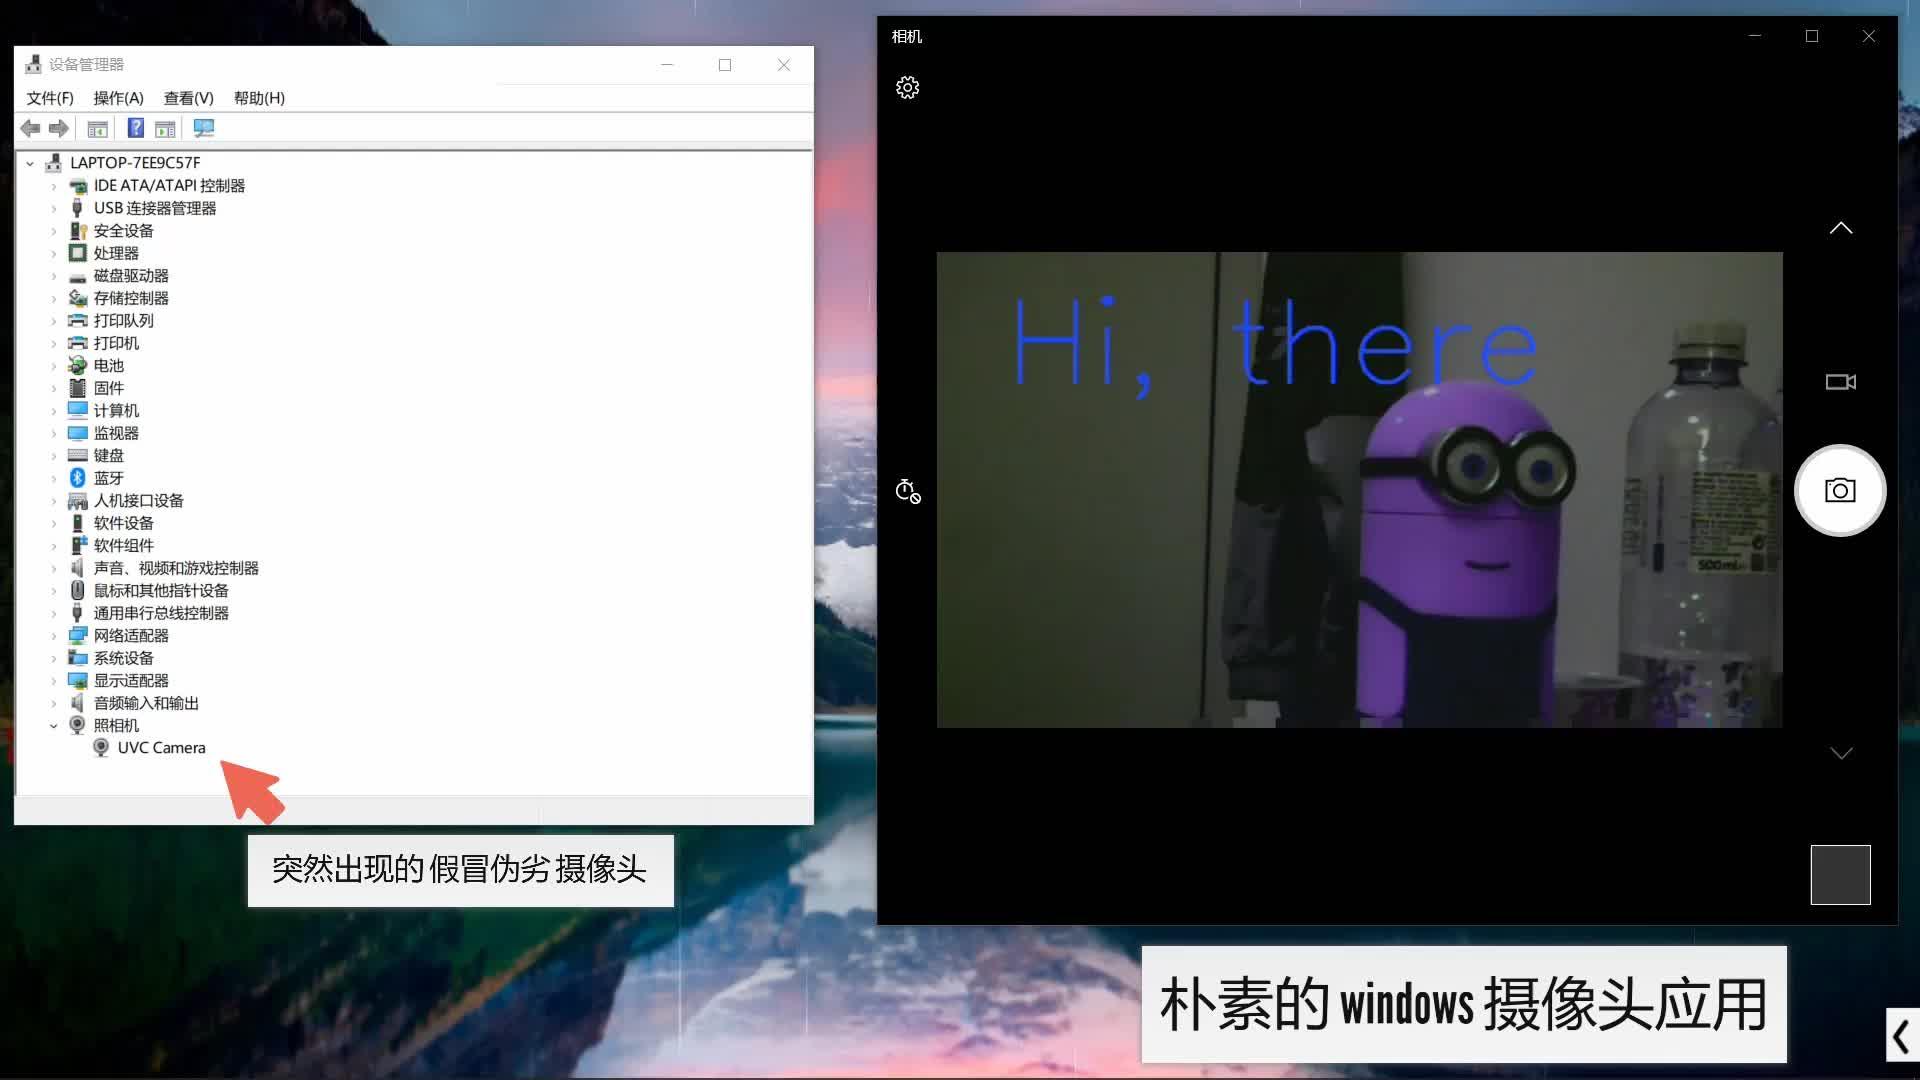 设备管理器
文件(F) 操作(A) 查看(V) 帮助(H)
LAPTOP-7EE9C57F
IDE ATA/ATAPI 控制器
USB 连接器管理器
安全设备
处理器
磁盘驱动器
存储控制器
打印队列
打印机
电池
固件
计算机
监视器
键盘
蓝牙
人机接口设备
软件设备
软件组件
声音、视频和游戏控制器
鼠标和其他指针设备
通用串行总线控制器
网络适配器
系统设备
显示适配器
音频输入和输出
照相机
UVC Camera
突然出现的 假冒伪劣 摄像头
相机
Hi, there
500ml
朴素的 windows 摄像头应用